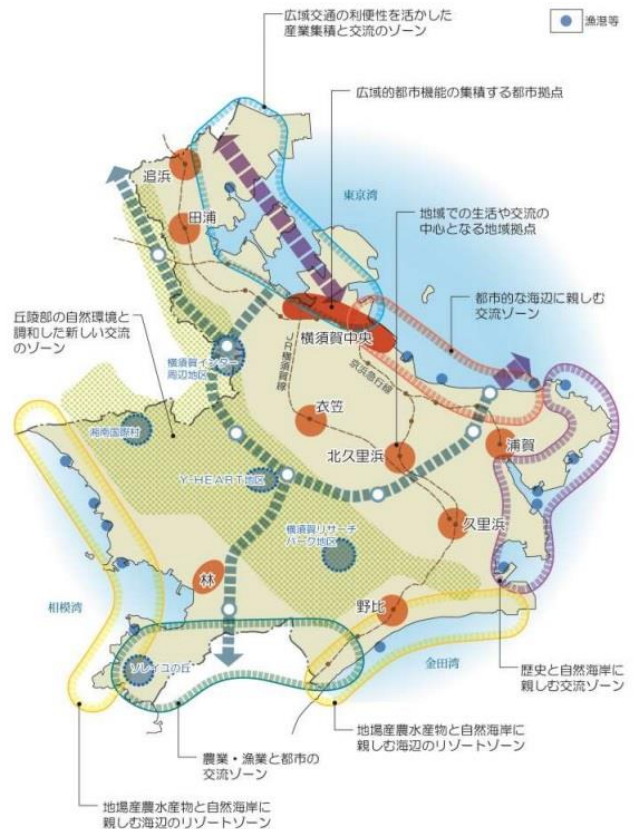 広域交通の利便性を活かした
産業集積と交流のゾーン
漁港等
広域的都市機能の集積する都市拠点
追浜
東京湾
田浦
地域での生活や交流の
中心となる地域拠点
丘陵部の自然環境と
調和した新しい交流
のゾーン
都市的な海辺に親しむ
交流ゾーン
横須賀中央
横須賀インター
周辺地区
JR横須賀線
京浜急行線
衣笠
湘南国際村
北久里浜
浦賀
Y-HEART地区
久里浜
横須賀リサーチ
パーク地区
林
野比
相模湾
金田湾
ソレイユの丘
歴史と自然海岸に
親しむ交流ゾーン
地場産農水産物と自然海岸に
親しむ海辺のリゾートゾーン
農業・漁業と都市の
交流ゾーン
地場産農水産物と自然海岸に
親しむ海辺のリゾートゾーン